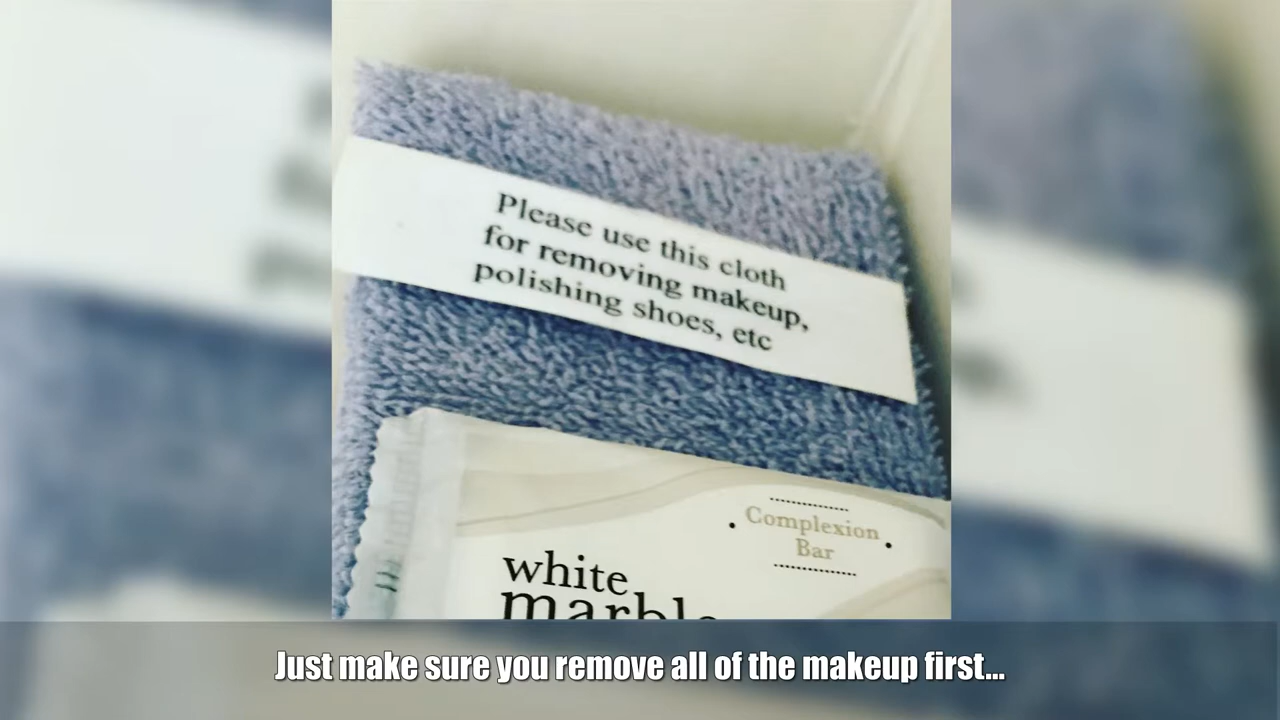 Please use this cloth
for removing makeup,
polishing shoes, etc
Complexion
Bar
white
marble
Just make sure you remove all of the makeup first...